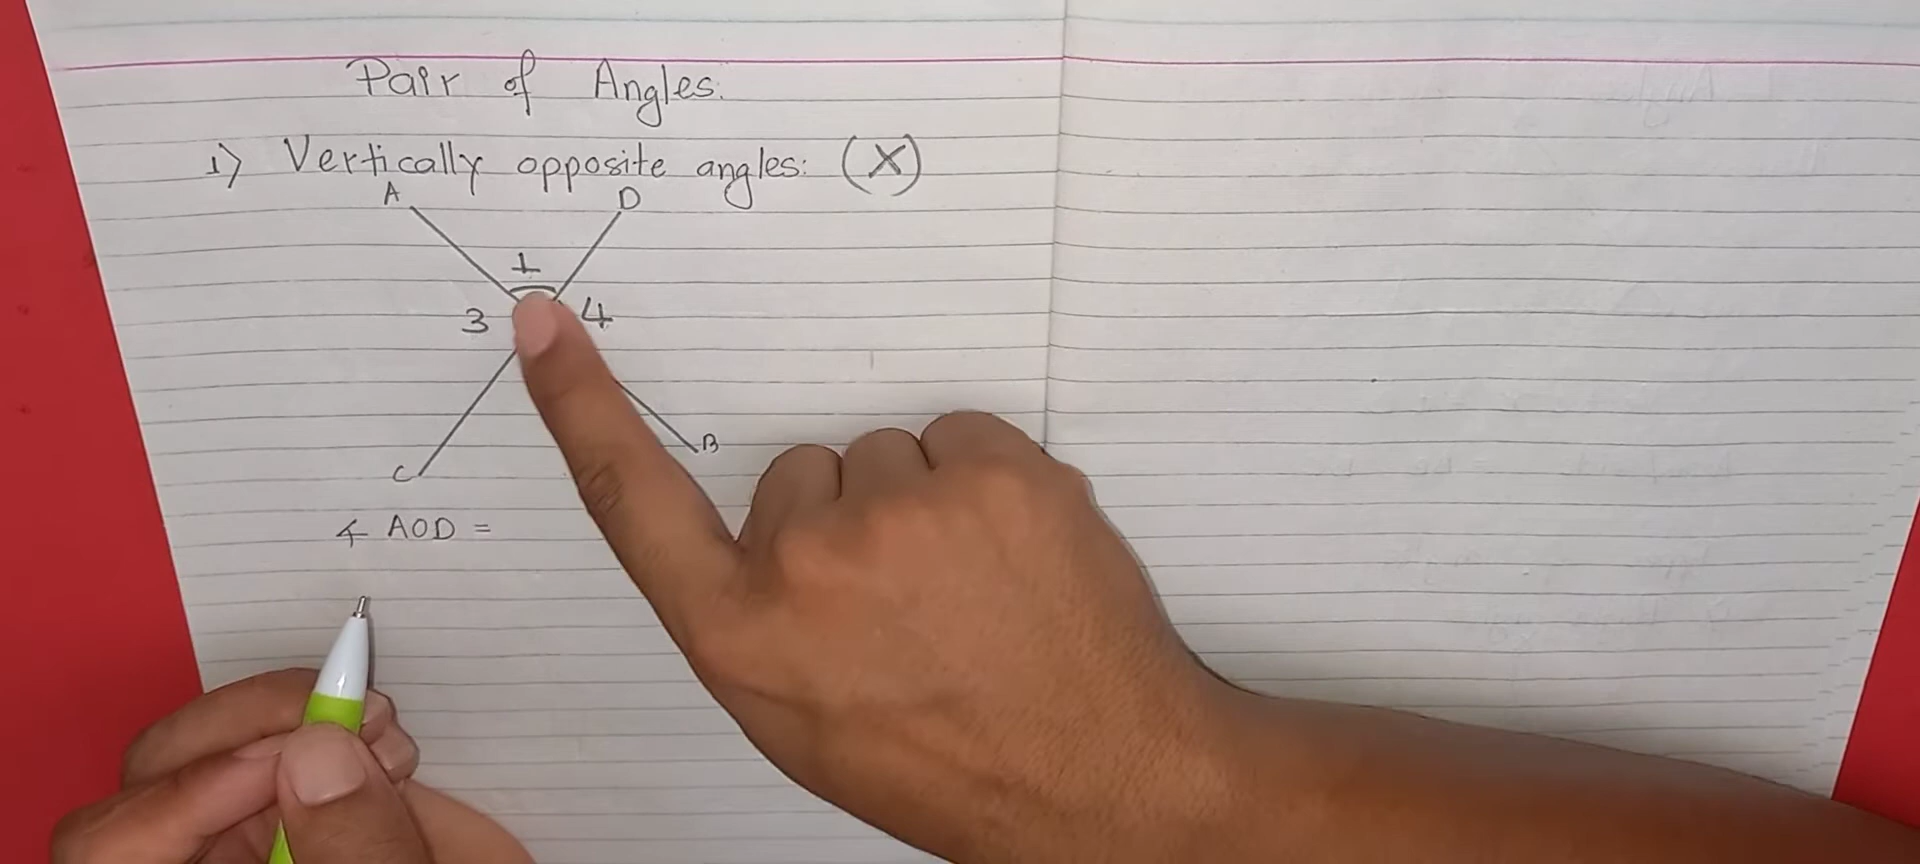 Pair of Angles.
1) Vertically opposite angles: (X)
A D
1
3 4
B
C
∡ AOD =